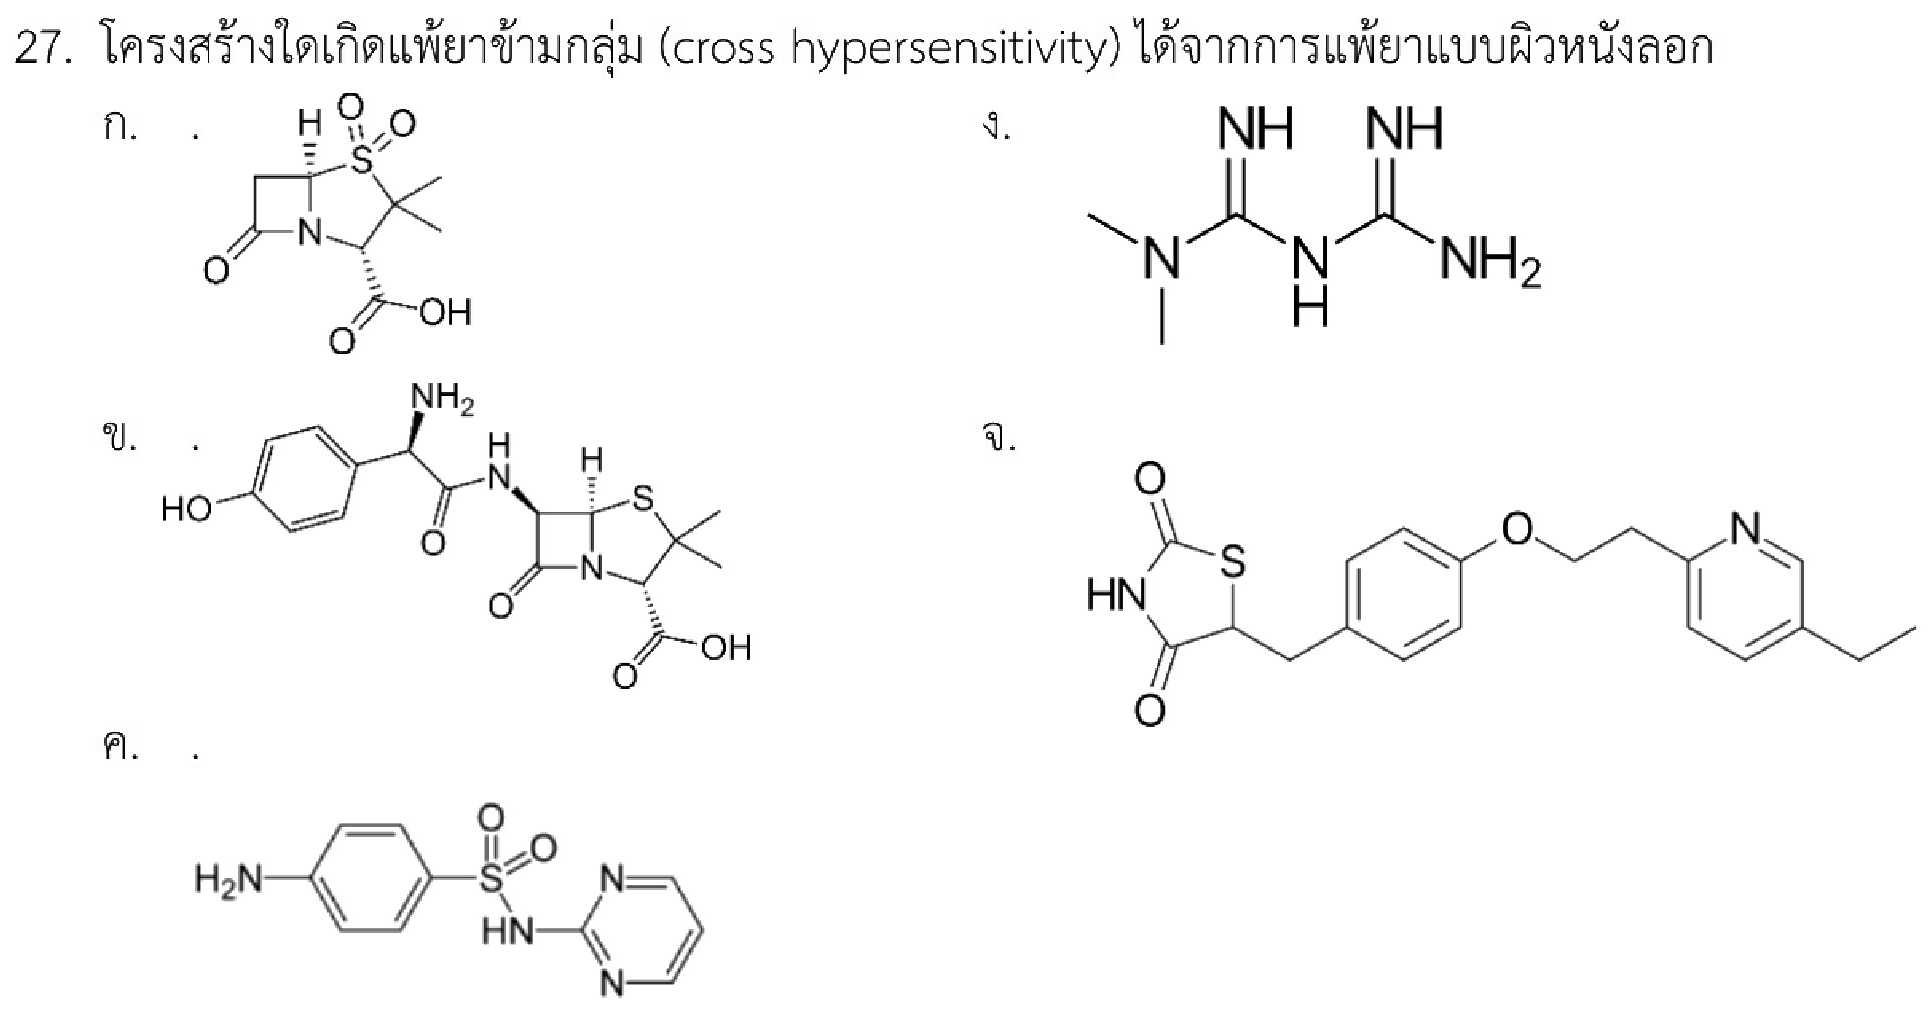 27. โครงสร้างใดเกิดแพ้ยาข้ามกลุ่ม (cross hypersensitivity) ได้จากการแพ้ยาแบบผิวหนังลอก
ก. .
H O O
S
N
O
OH
O
ข. .
NH2
H
N
H
S
HO
O
N
O
OH
O
ค. .
O
O
H2N
S
N
HN
N
ง.
NH NH
N N NH2
H
จ.
O
O
N
S
HN
O